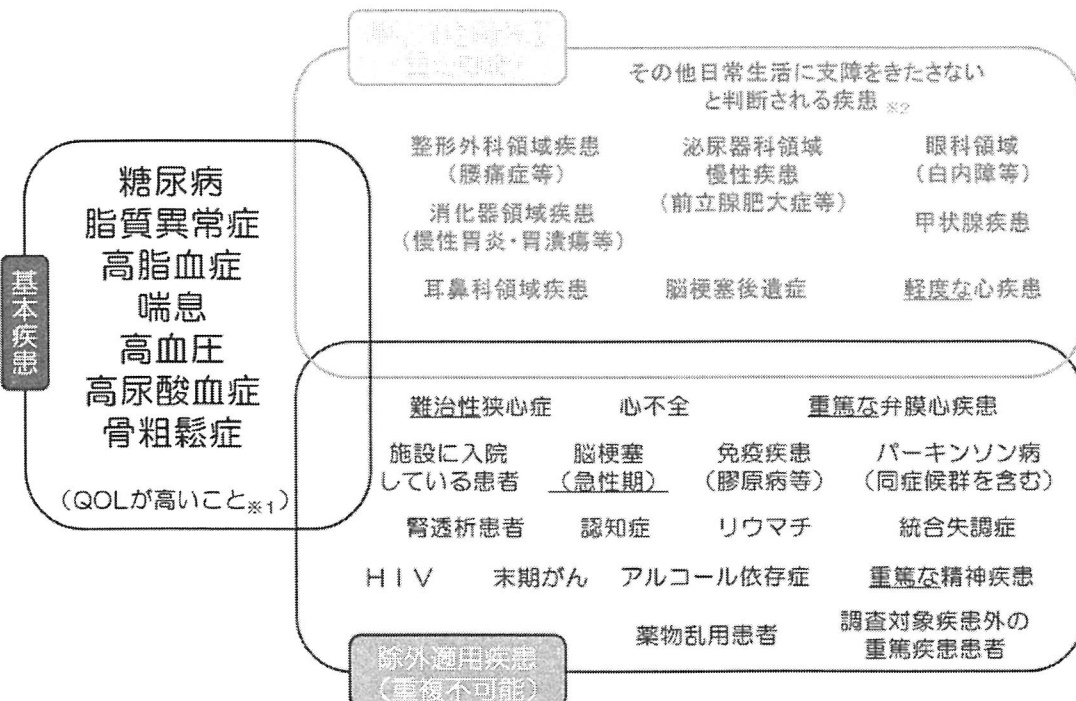 その他日常生活に支障をきたさない
と判断される疾患 ※2
整形外科領域疾患
(腰痛症等)
泌尿器科領域
慢性疾患
(前立腺肥大症等)
眼科領域
(白内障等)
消化器領域疾患
(慢性胃炎・胃潰瘍等)
甲状腺疾患
耳鼻科領域疾患
脳梗塞後遺症
軽度な心疾患
基本疾患
糖尿病
脂質異常症
高脂血症
喘息
高血圧
高尿酸血症
骨粗鬆症
(QOLが高いこと※1)
難治性狭心症
心不全
重篤な弁膜心疾患
施設に入院
している患者
脳梗塞
(急性期)
免疫疾患
(膠原病等)
パーキンソン病
(同症候群を含む)
腎透析患者
認知症
リウマチ
統合失調症
HIV
末期がん
アルコール依存症
重篤な精神疾患
薬物乱用患者
調査対象疾患外の
重篤疾患患者
除外適用疾患
(重複不可能)